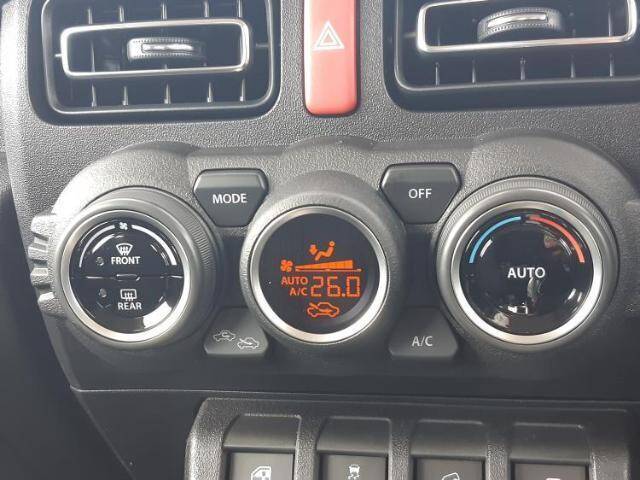 MODE
OFF
FRONT
REAR
AUTO
A/C 26.0
AUTO
A/C